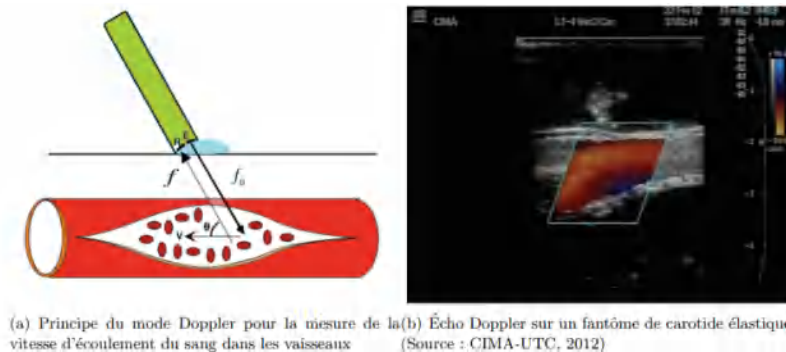 R E
f
f₀
V θ
CIMA
(a) Principe du mode Doppler pour la mesure de la
vitesse d'écoulement du sang dans les vaisseaux
(b) Écho Doppler sur un fantôme de carotide élastique
(Source : CIMA-UTC, 2012)